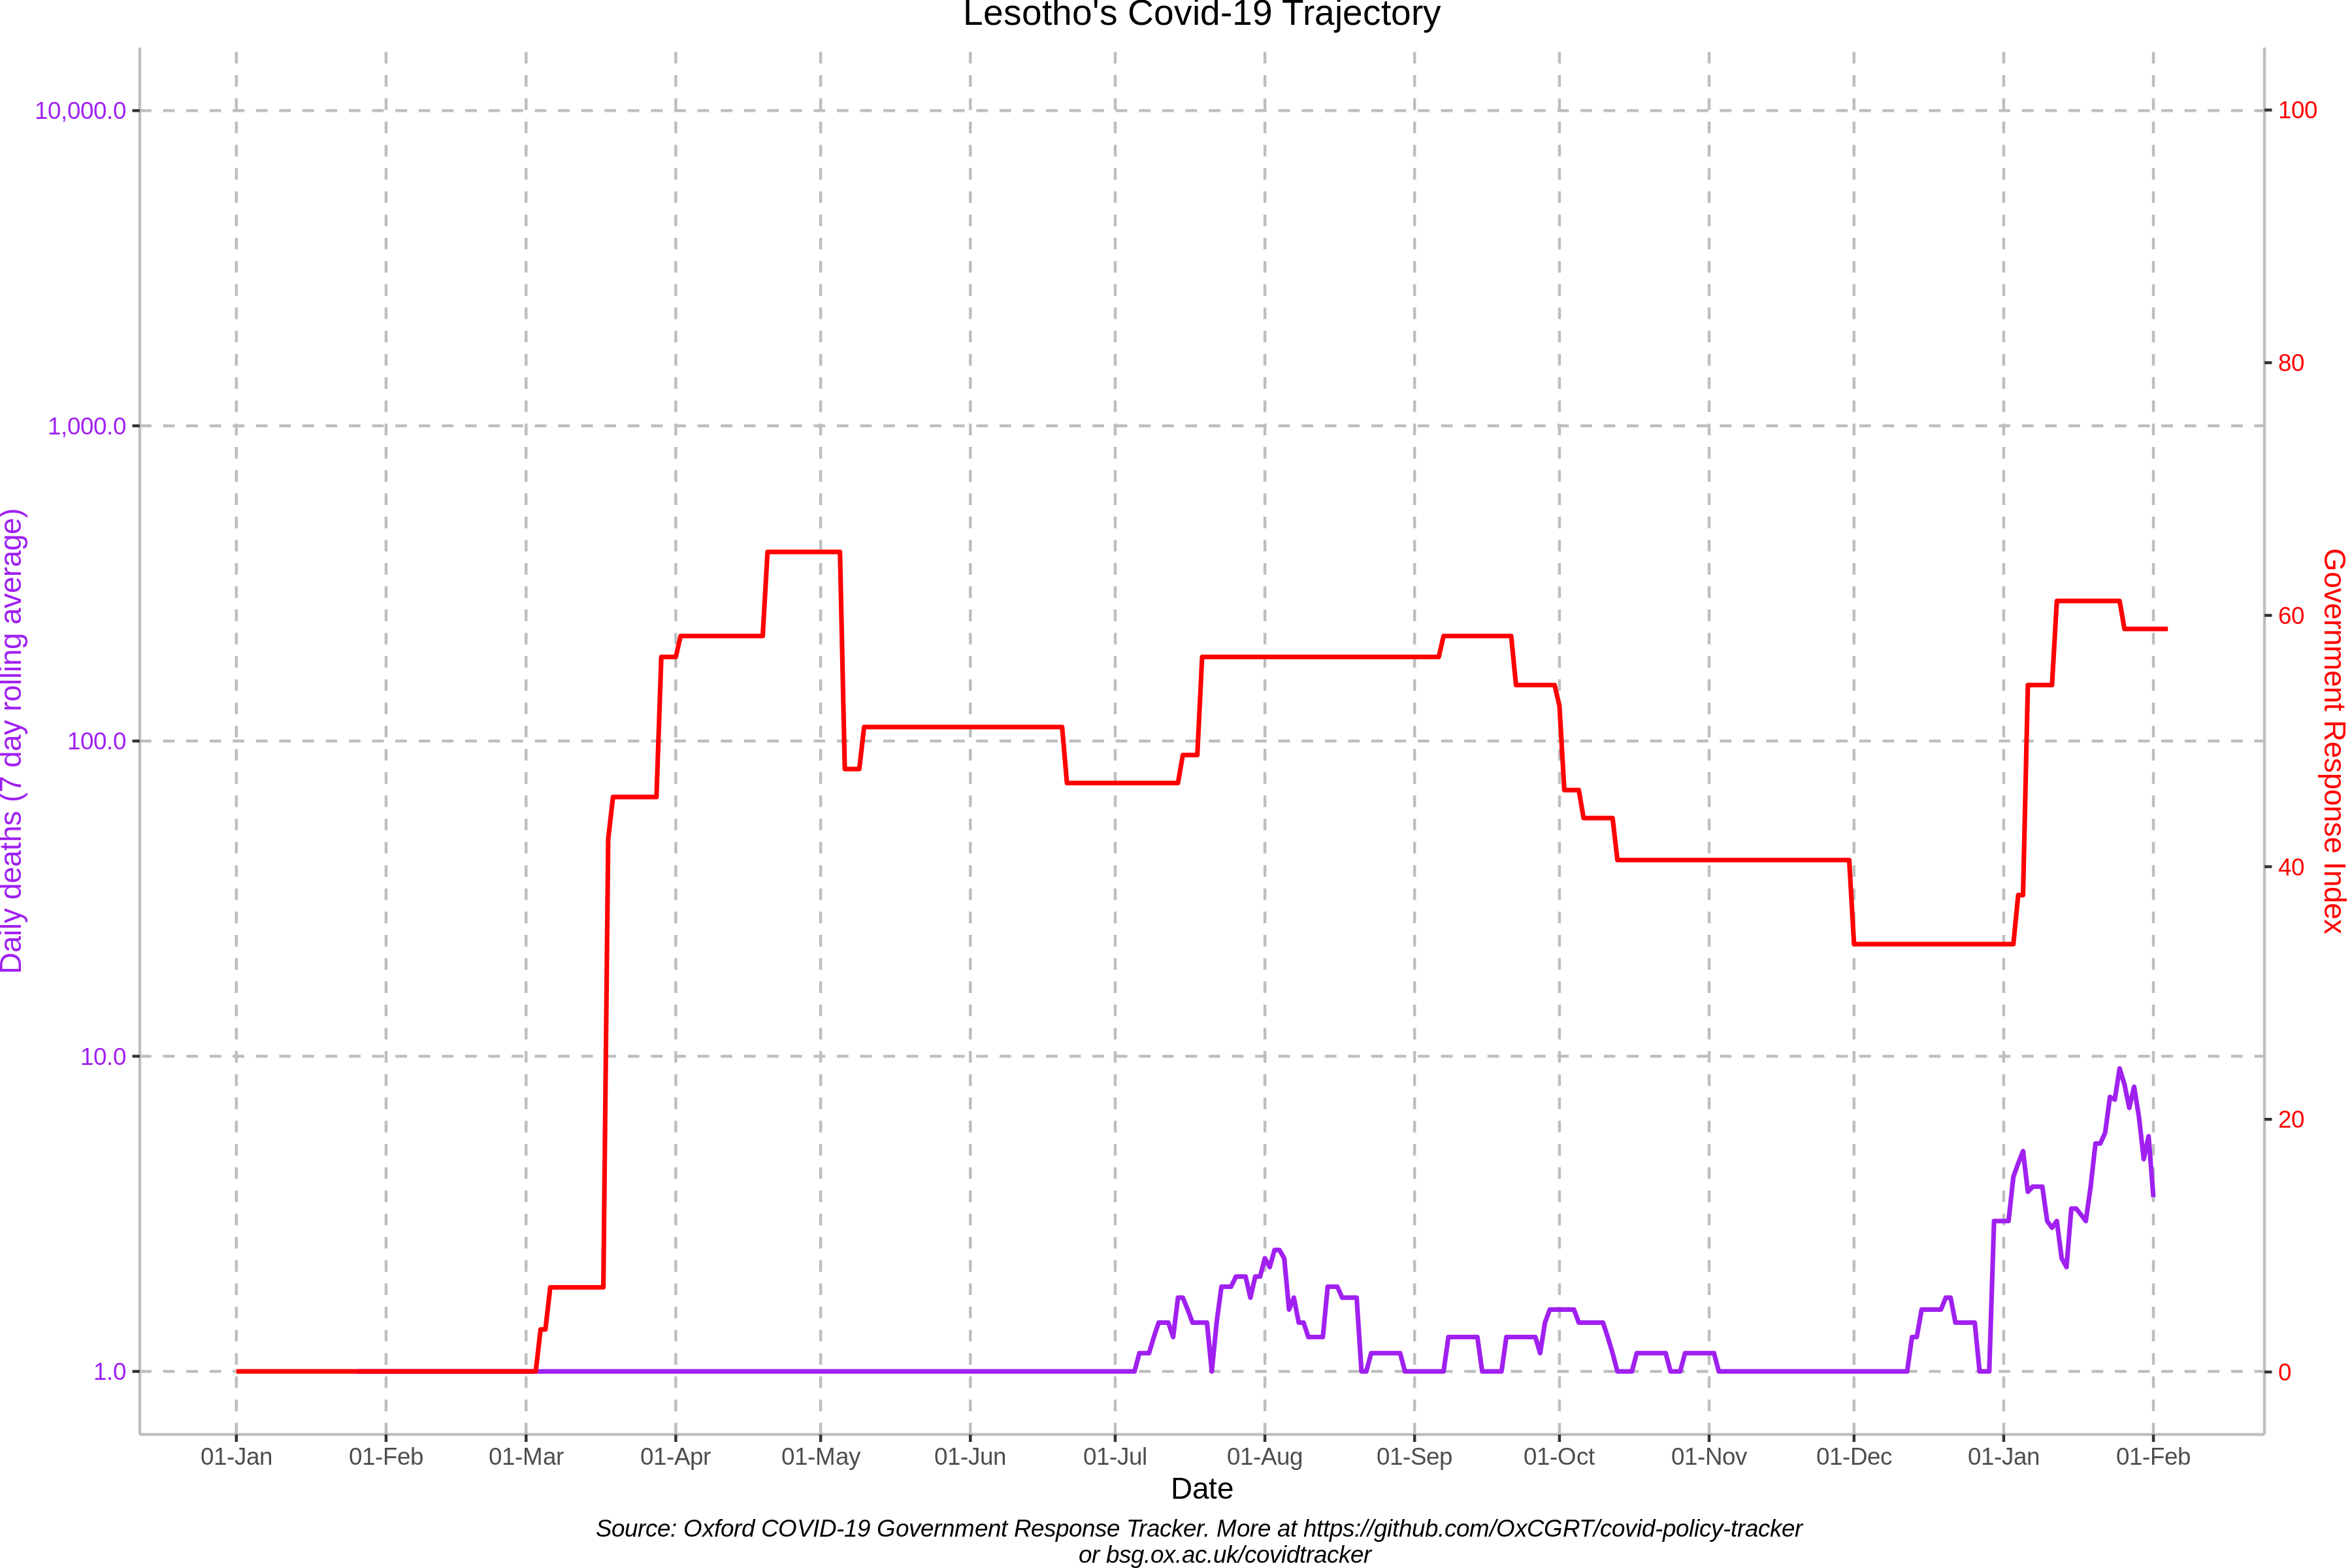 Lesotho's Covid-19 Trajectory
10,000.0
1,000.0
100.0
10.0
1.0
Daily deaths (7 day rolling average)
100
80
60
40
20
0
Government Response Index
01-Jan 01-Feb 01-Mar 01-Apr 01-May 01-Jun 01-Jul 01-Aug 01-Sep 01-Oct 01-Nov 01-Dec 01-Jan 01-Feb
Date
Source: Oxford COVID-19 Government Response Tracker. More at https://github.com/OxCGRT/covid-policy-tracker
or bsg.ox.ac.uk/covidtracker